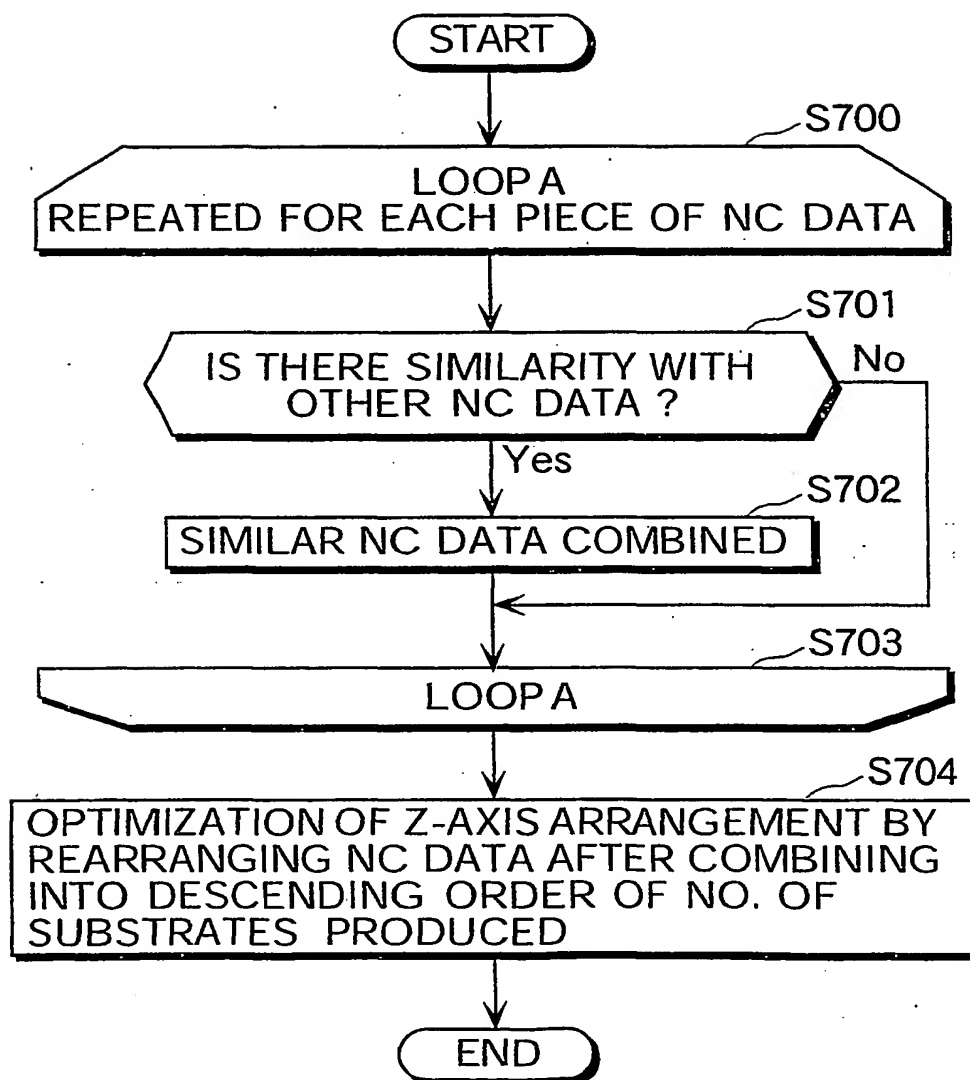 START
S700
LOOP A
REPEATED FOR EACH PIECE OF NC DATA
S701
IS THERE SIMILARITY WITH
OTHER NC DATA ?
No
Yes
S702
SIMILAR NC DATA COMBINED
S703
LOOP A
S704
OPTIMIZATION OF Z-AXIS ARRANGEMENT BY
REARRANGING NC DATA AFTER COMBINING
INTO DESCENDING ORDER OF NO. OF
SUBSTRATES PRODUCED
END